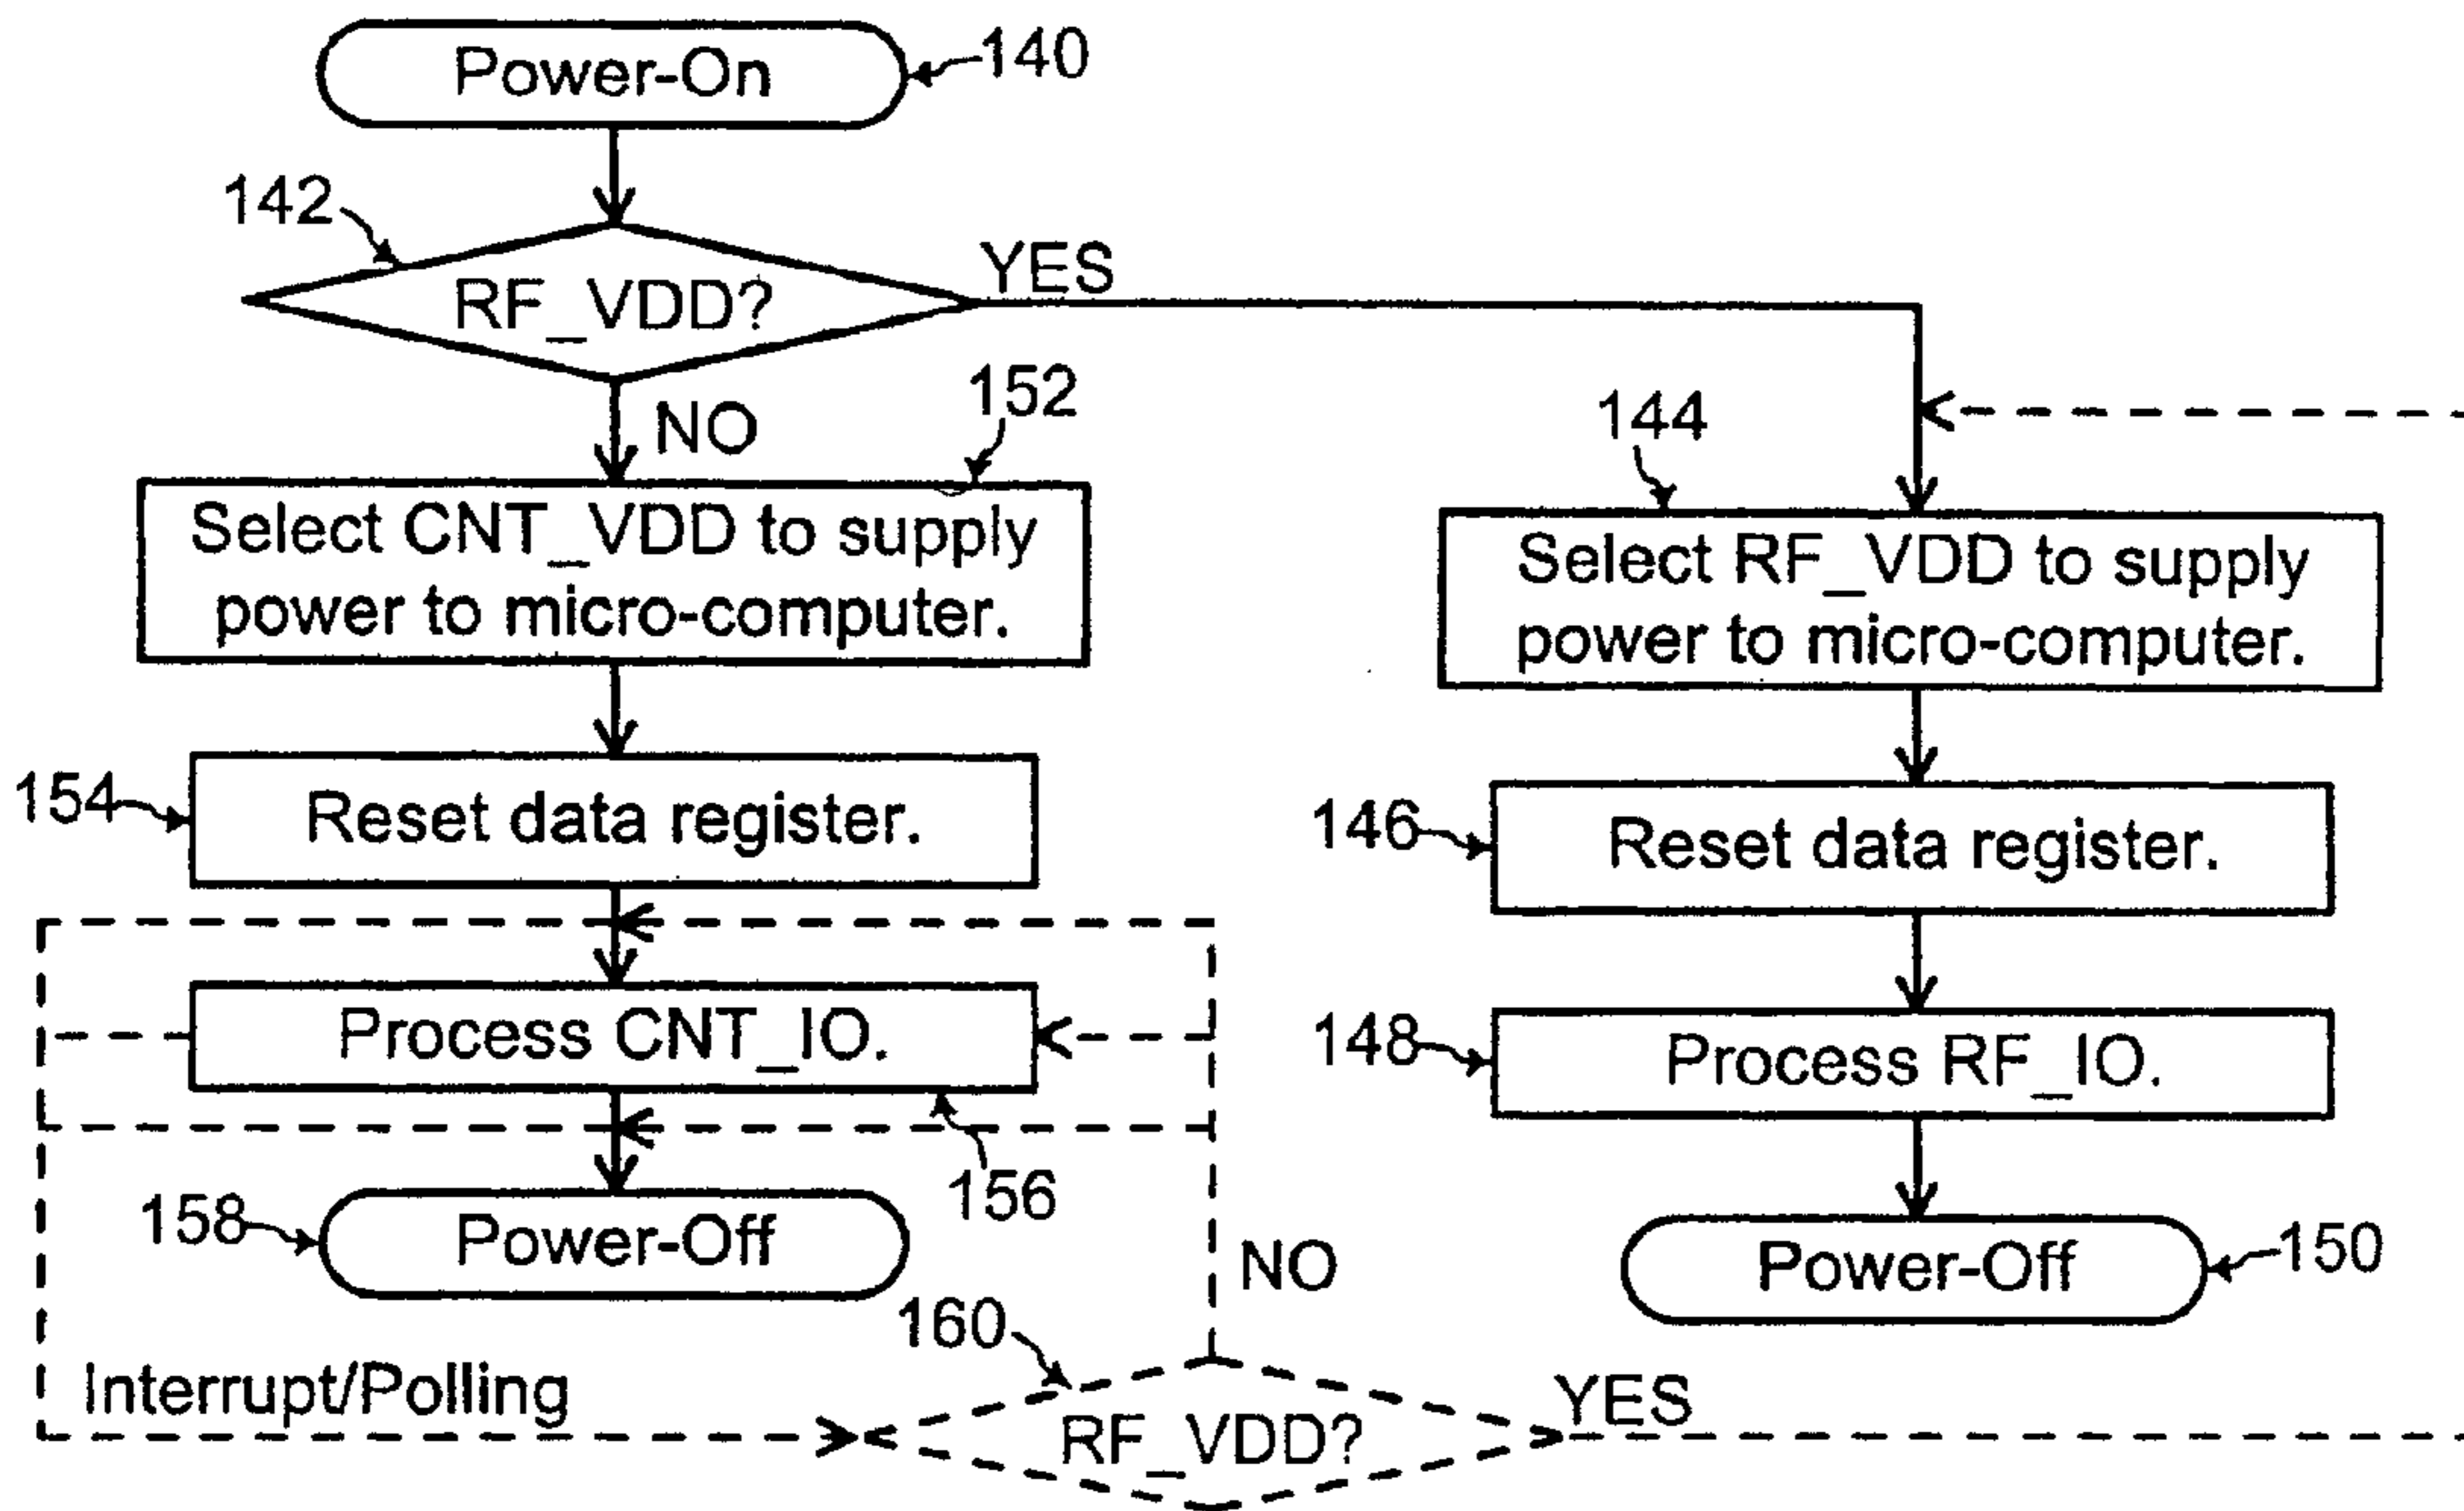 Power-On
140
142
RF_VDD?
YES
NO
152
Select CNT_VDD to supply
power to micro-computer.
144
Select RF_VDD to supply
power to micro-computer.
154
Reset data register.
146
Reset data register.
Process CNT_IO.
156
148
Process RF_IO.
158
Power-Off
Power-Off
150
NO
160
Interrupt/Polling
RF_VDD?
YES